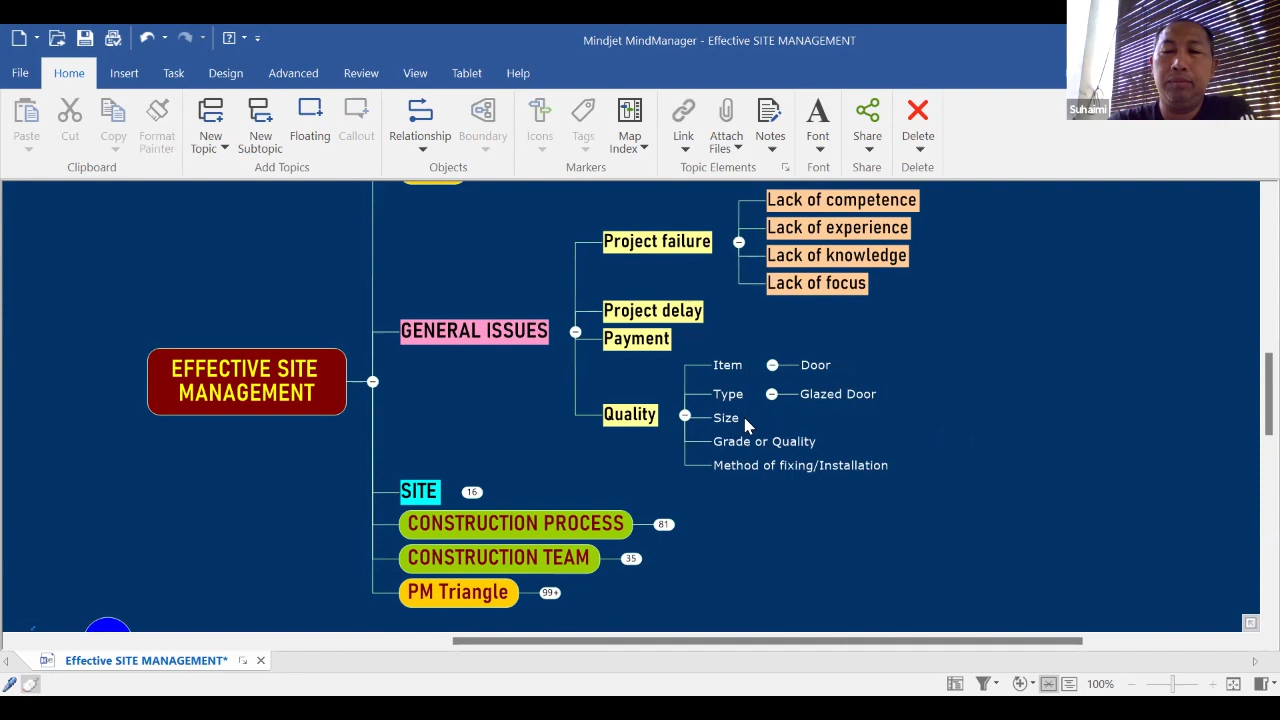 Mindjet MindManager - Effective SITE MANAGEMENT
Suhaimi
File Home Insert Task Design Advanced Review View Tablet Help
Paste
Cut
Copy
Format Painter
Clipboard
New Topic
New Subtopic
Floating
Callout
Add Topics
Relationship
Boundary
Objects
Icons
Tags
Map Index
Markers
Link
Attach Files
Notes
Topic Elements
Font
Font
Share
Share
Delete
Delete
Lack of competence
Lack of experience
Project failure
Lack of knowledge
Lack of focus
Project delay
GENERAL ISSUES
Payment
EFFECTIVE SITE
MANAGEMENT
Item Door
Type Glazed Door
Quality
Size
Grade or Quality
Method of fixing/Installation
SITE 16
CONSTRUCTION PROCESS 81
CONSTRUCTION TEAM 35
PM Triangle 99+
Effective SITE MANAGEMENT*
100%